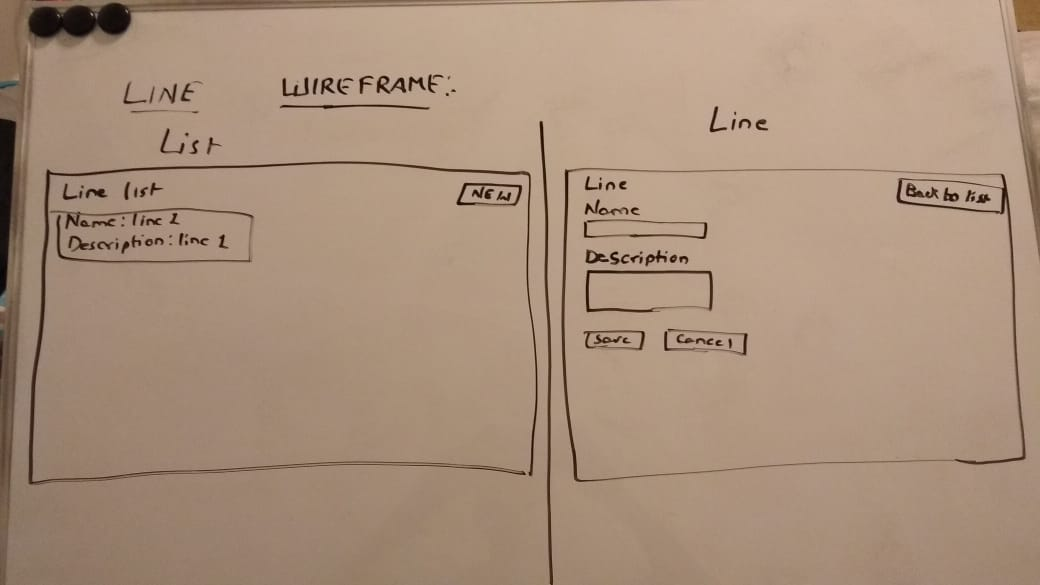 LINE WIREFRAME:-
List
Line list
NEW
Name: line 1
Description: line 1
Line
Line
Back to list
Name
Description
Save
Cancel